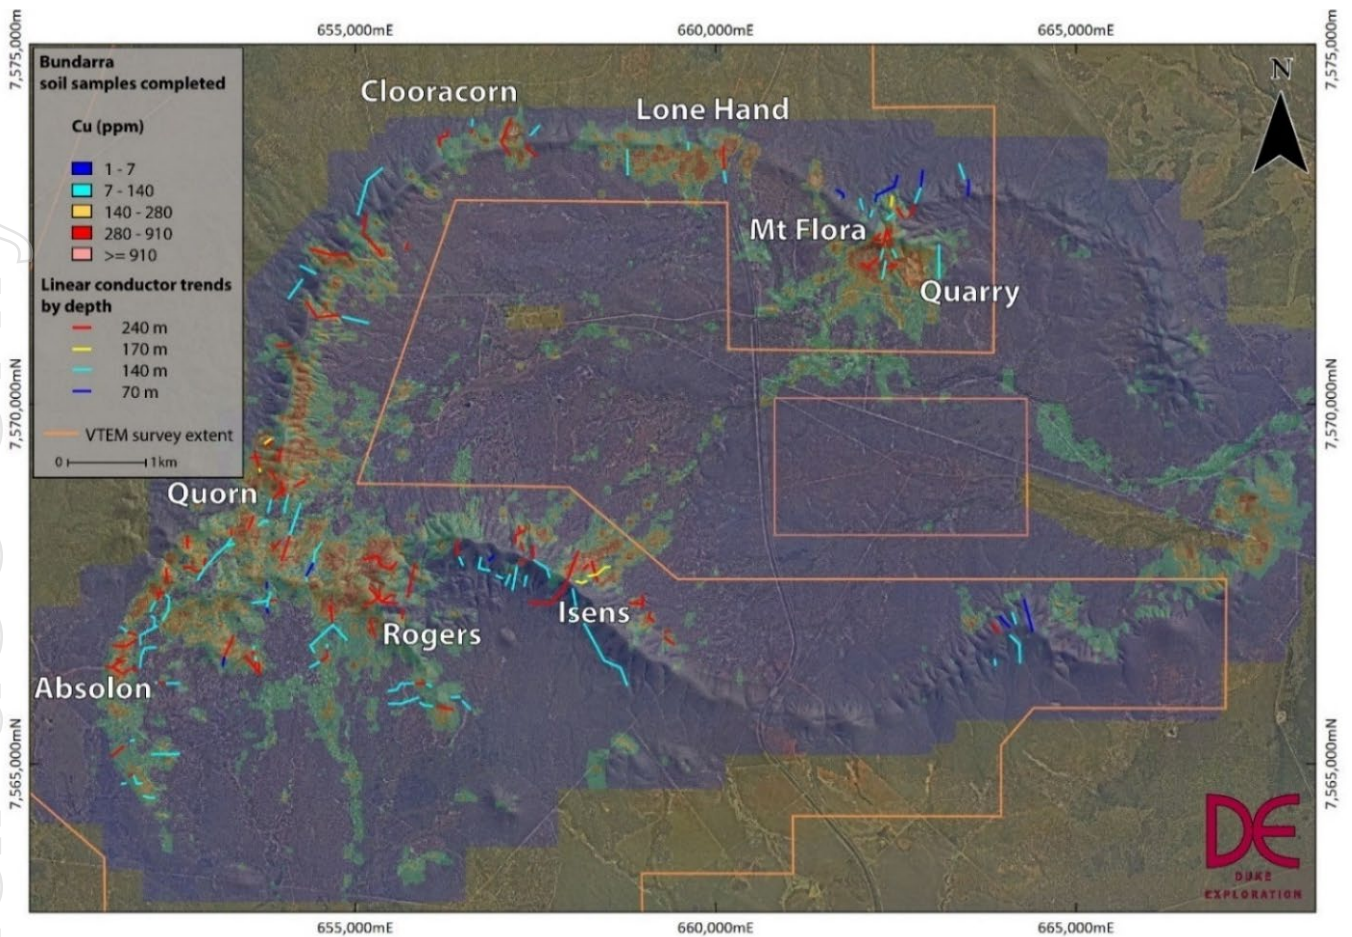 655,000mE
660,000mE
665,000mE
7,575,000m
7,575,000m
Bundarra
soil samples completed
Cu (ppm)
1 - 7
7 - 140
140 - 280
280 - 910
>= 910
Linear conductor trends
by depth
240 m
170 m
140 m
70 m
VTEM survey extent
0
1km
N
Clooracorn
Lone Hand
Mt Flora
Quarry
7,570,000mN
7,570,000mN
Quorn
Isens
Rogers
Absolon
7,565,000mN
7,565,000mN
DE
DUKE
EXPLORATION
655,000mE
660,000mE
665,000mE